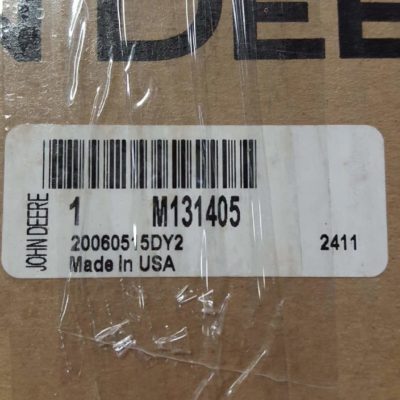 N DEE
JOHN DEERE
1 M131405
20060515DY2 2411
Made In USA